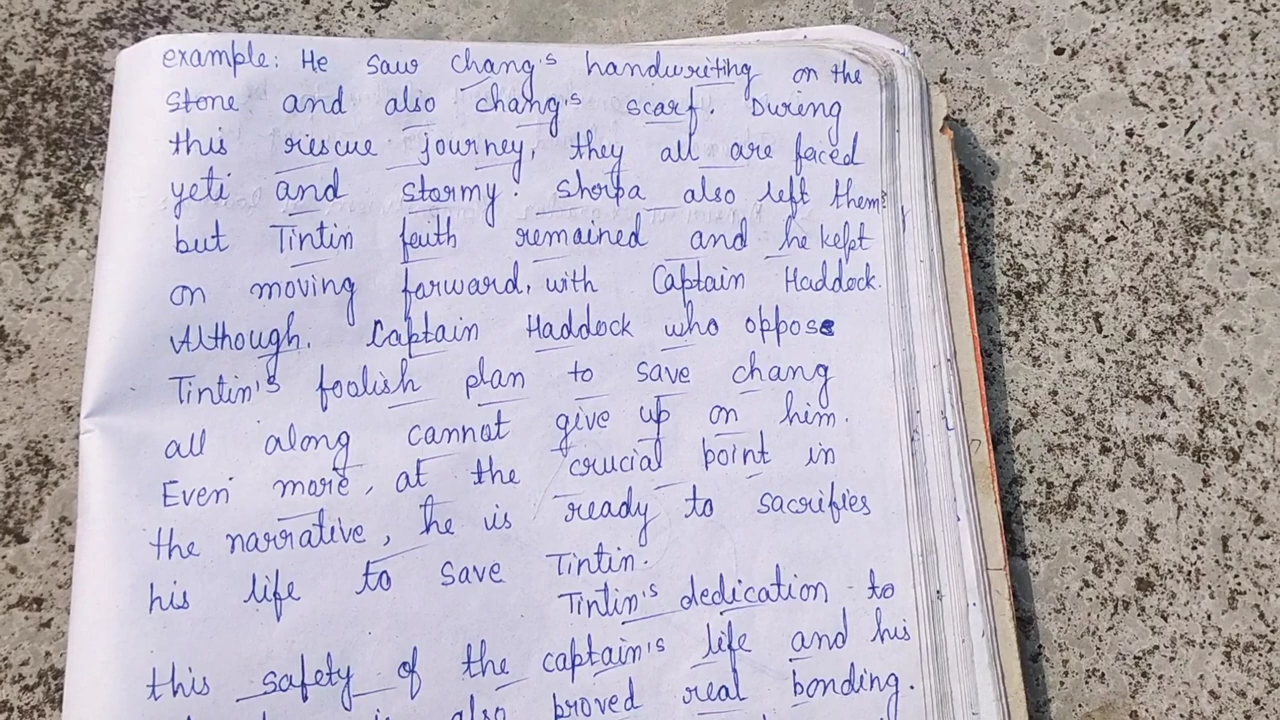 example: He saw chang's handwriting on the
stone and also chang's scarf. During
this riescue journey, they all are faced
yeti and stormy. Sherpa also left them
but Tintin feith remained and he kept
on moving forward, with Captain Haddock.
Although. Captain Haddock who oppose
Tintin's foolish plan to save chang
all along cannot give up on him.
Even more, at the crucial point in
the narrative, he is ready to sacrifies
his life to save Tintin.
Tintin's dedication to
this safety of the captain's life and his
also proved real bonding.